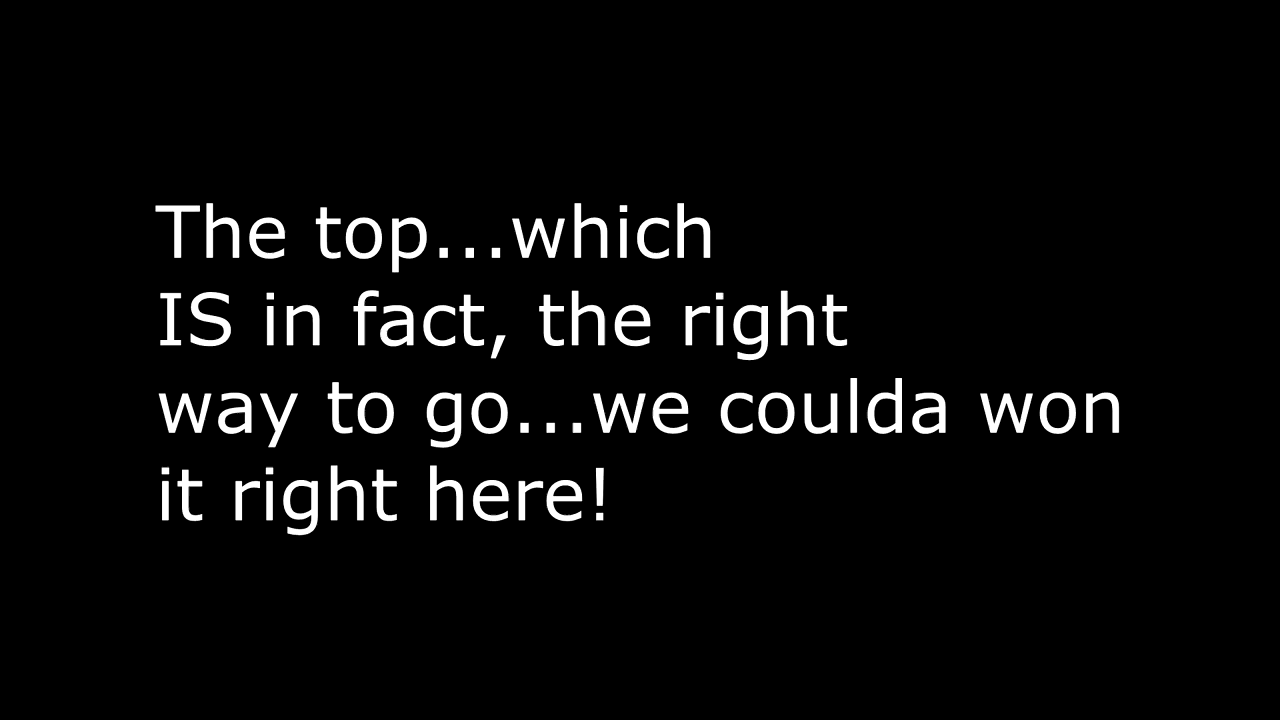 The top...which
IS in fact, the right
way to go...we coulda won
it right here!